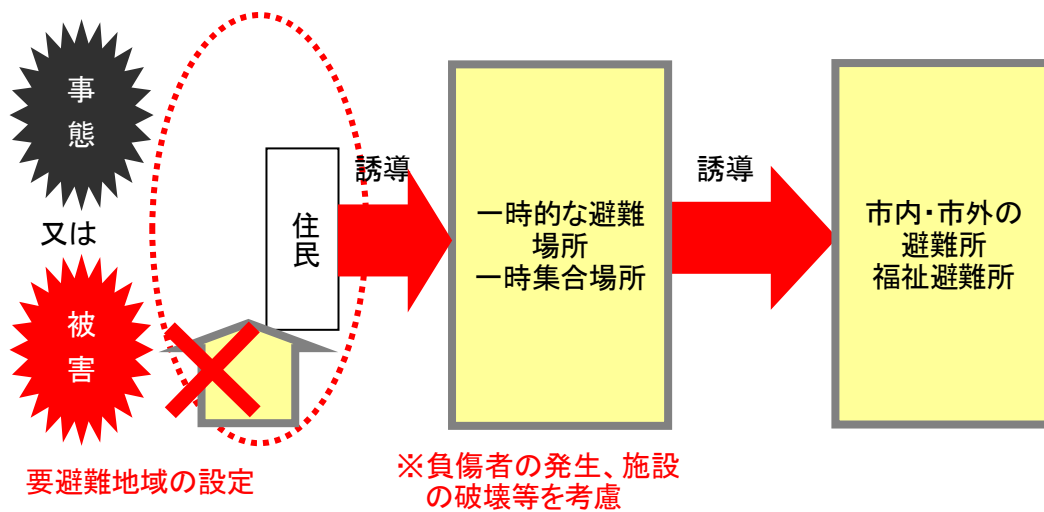 事態
又は
被害
住民
誘導
一時的な避難
場所
一時集合場所
誘導
市内・市外の
避難所
福祉避難所
要避難地域の設定
※負傷者の発生、施設
の破壊等を考慮